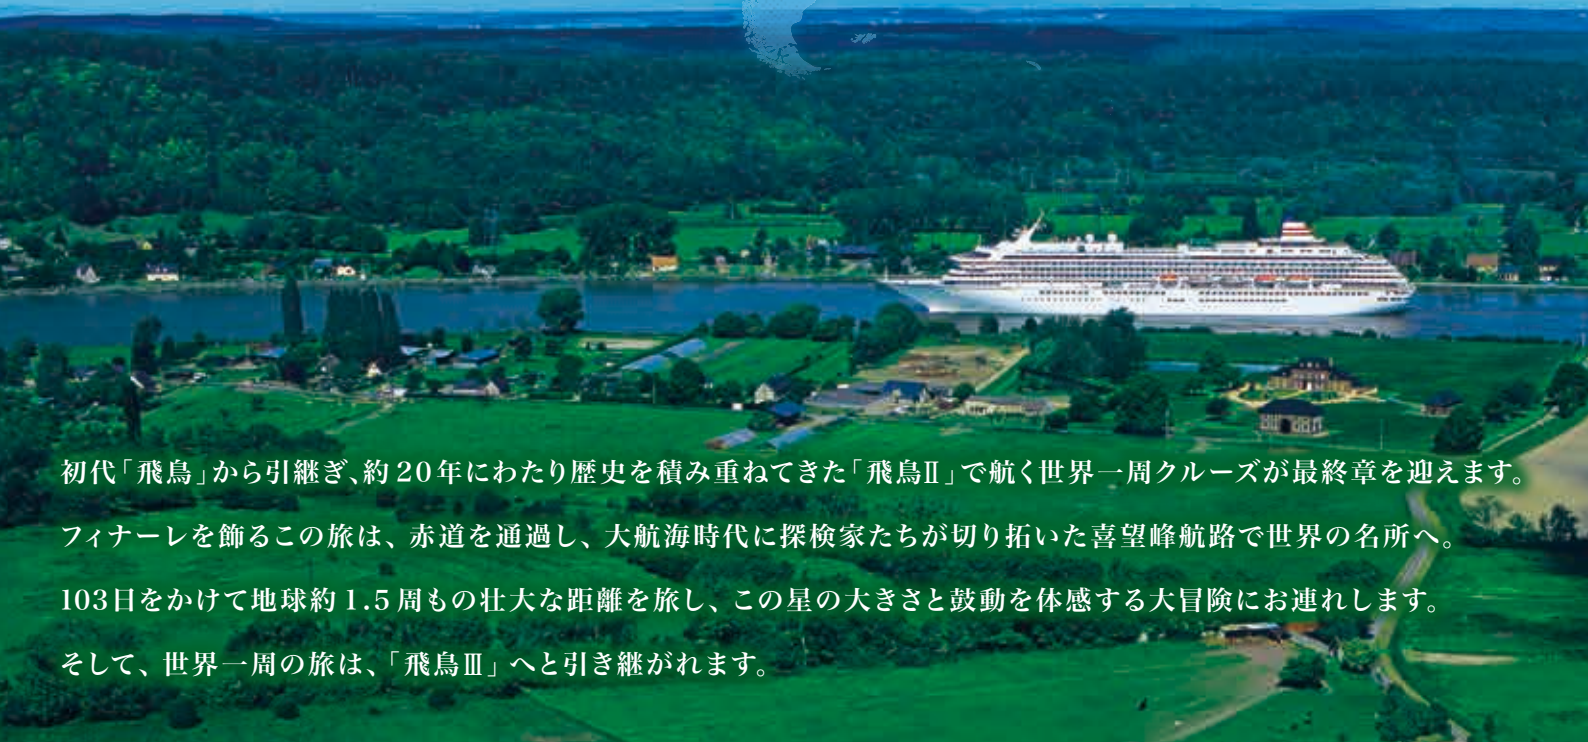 初代「飛鳥」から引継ぎ、約20年にわたり歴史を積み重ねてきた「飛鳥Ⅱ」で航く世界一周クルーズが最終章を迎えます。
フィナーレを飾るこの旅は、赤道を通過し、大航海時代に探検家たちが切り拓いた喜望峰航路で世界の名所へ。
103日をかけて地球約1.5周もの壮大な距離を旅し、この星の大きさと鼓動を体感する大冒険にお連れします。
そして、世界一周の旅は、「飛鳥Ⅲ」へと引き継がれます。